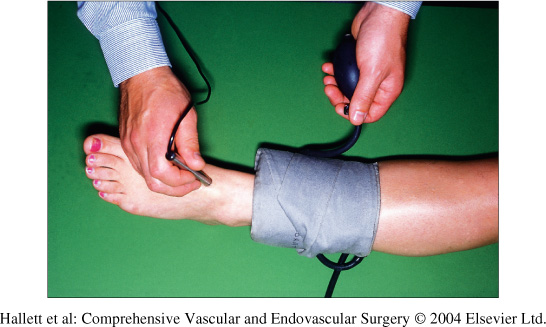 Hallett et al: Comprehensive Vascular and Endovascular Surgery © 2004 Elsevier Ltd.